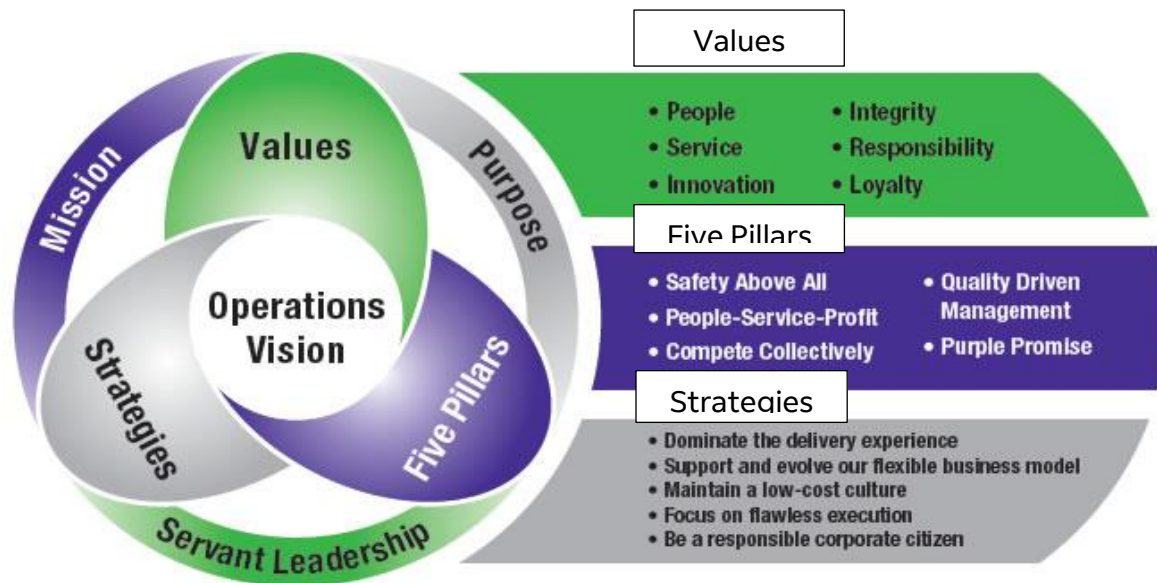 Mission
Values
Purpose
Operations
Vision
Strategies
Five Pillars
Servant Leadership
Values
• People
• Service
• Innovation
• Integrity
• Responsibility
• Loyalty
Five Pillars
• Safety Above All
• People-Service-Profit
• Compete Collectively
• Quality Driven
Management
• Purple Promise
Strategies
• Dominate the delivery experience
• Support and evolve our flexible business model
• Maintain a low-cost culture
• Focus on flawless execution
• Be a responsible corporate citizen